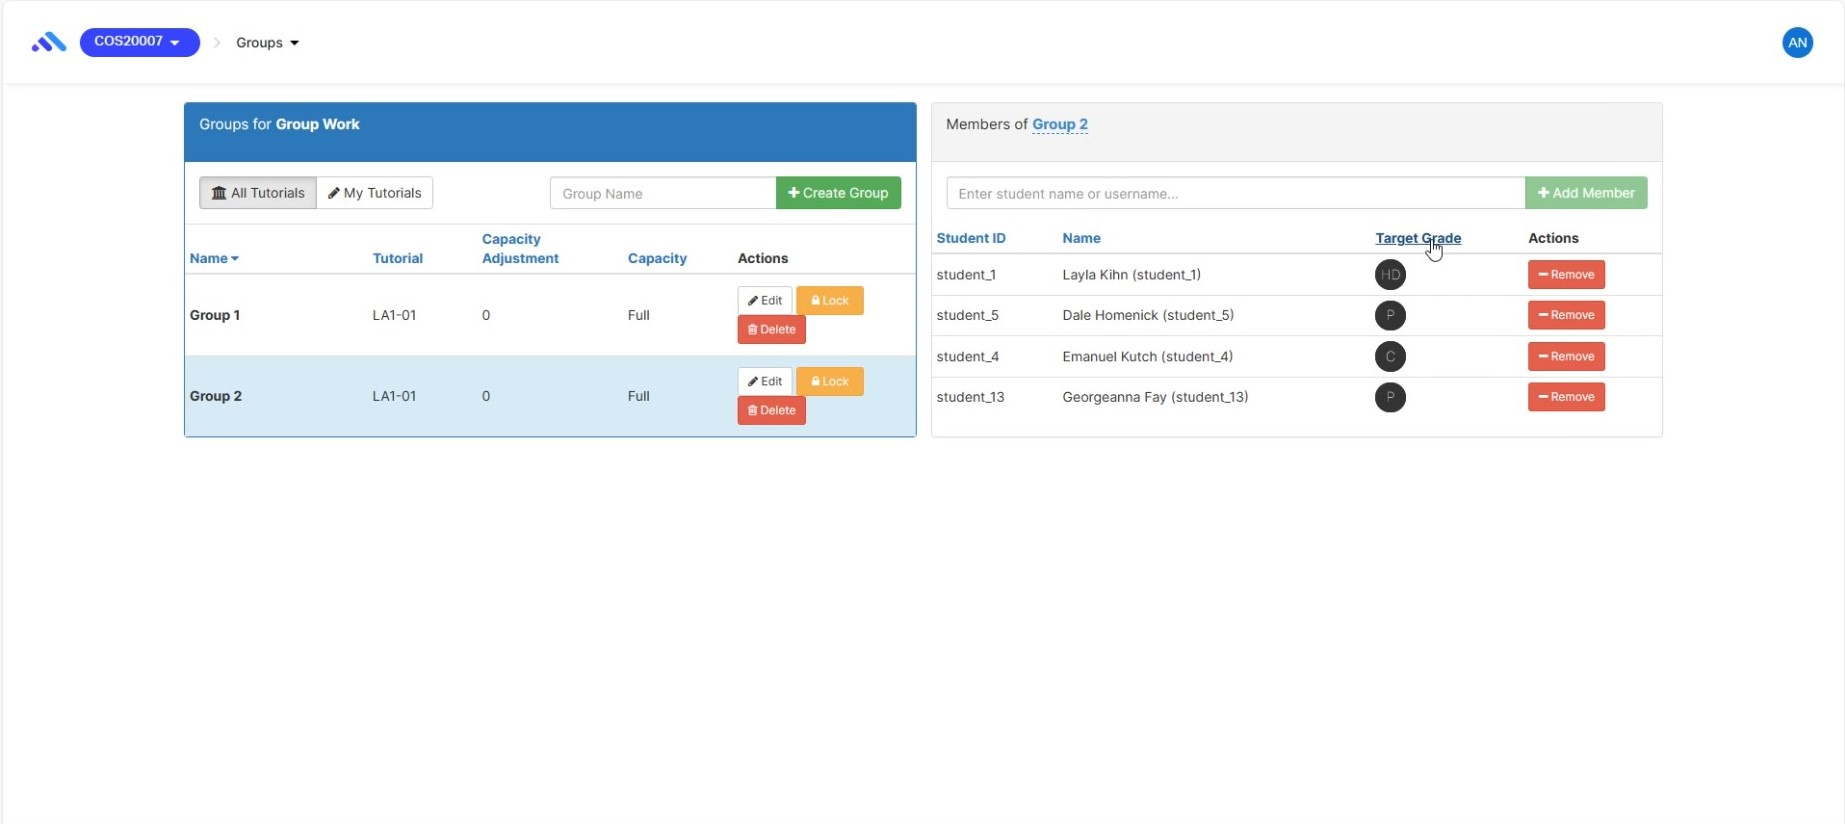 COS20007
Groups
AN
Groups for Group Work
All Tutorials
My Tutorials
Group Name
Create Group
Name
Tutorial
Capacity
Adjustment
Capacity
Actions
Group 1
LA1-01
0
Full
Edit
Lock
Delete
Group 2
LA1-01
0
Full
Edit
Lock
Delete
Members of Group 2
Enter student name or username...
Add Member
Student ID
Name
Target Grade
Actions
student_1
Layla Kihn (student_1)
HD
Remove
student_5
Dale Homenick (student_5)
P
Remove
student_4
Emanuel Kutch (student_4)
C
Remove
student_13
Georgeanna Fay (student_13)
P
Remove